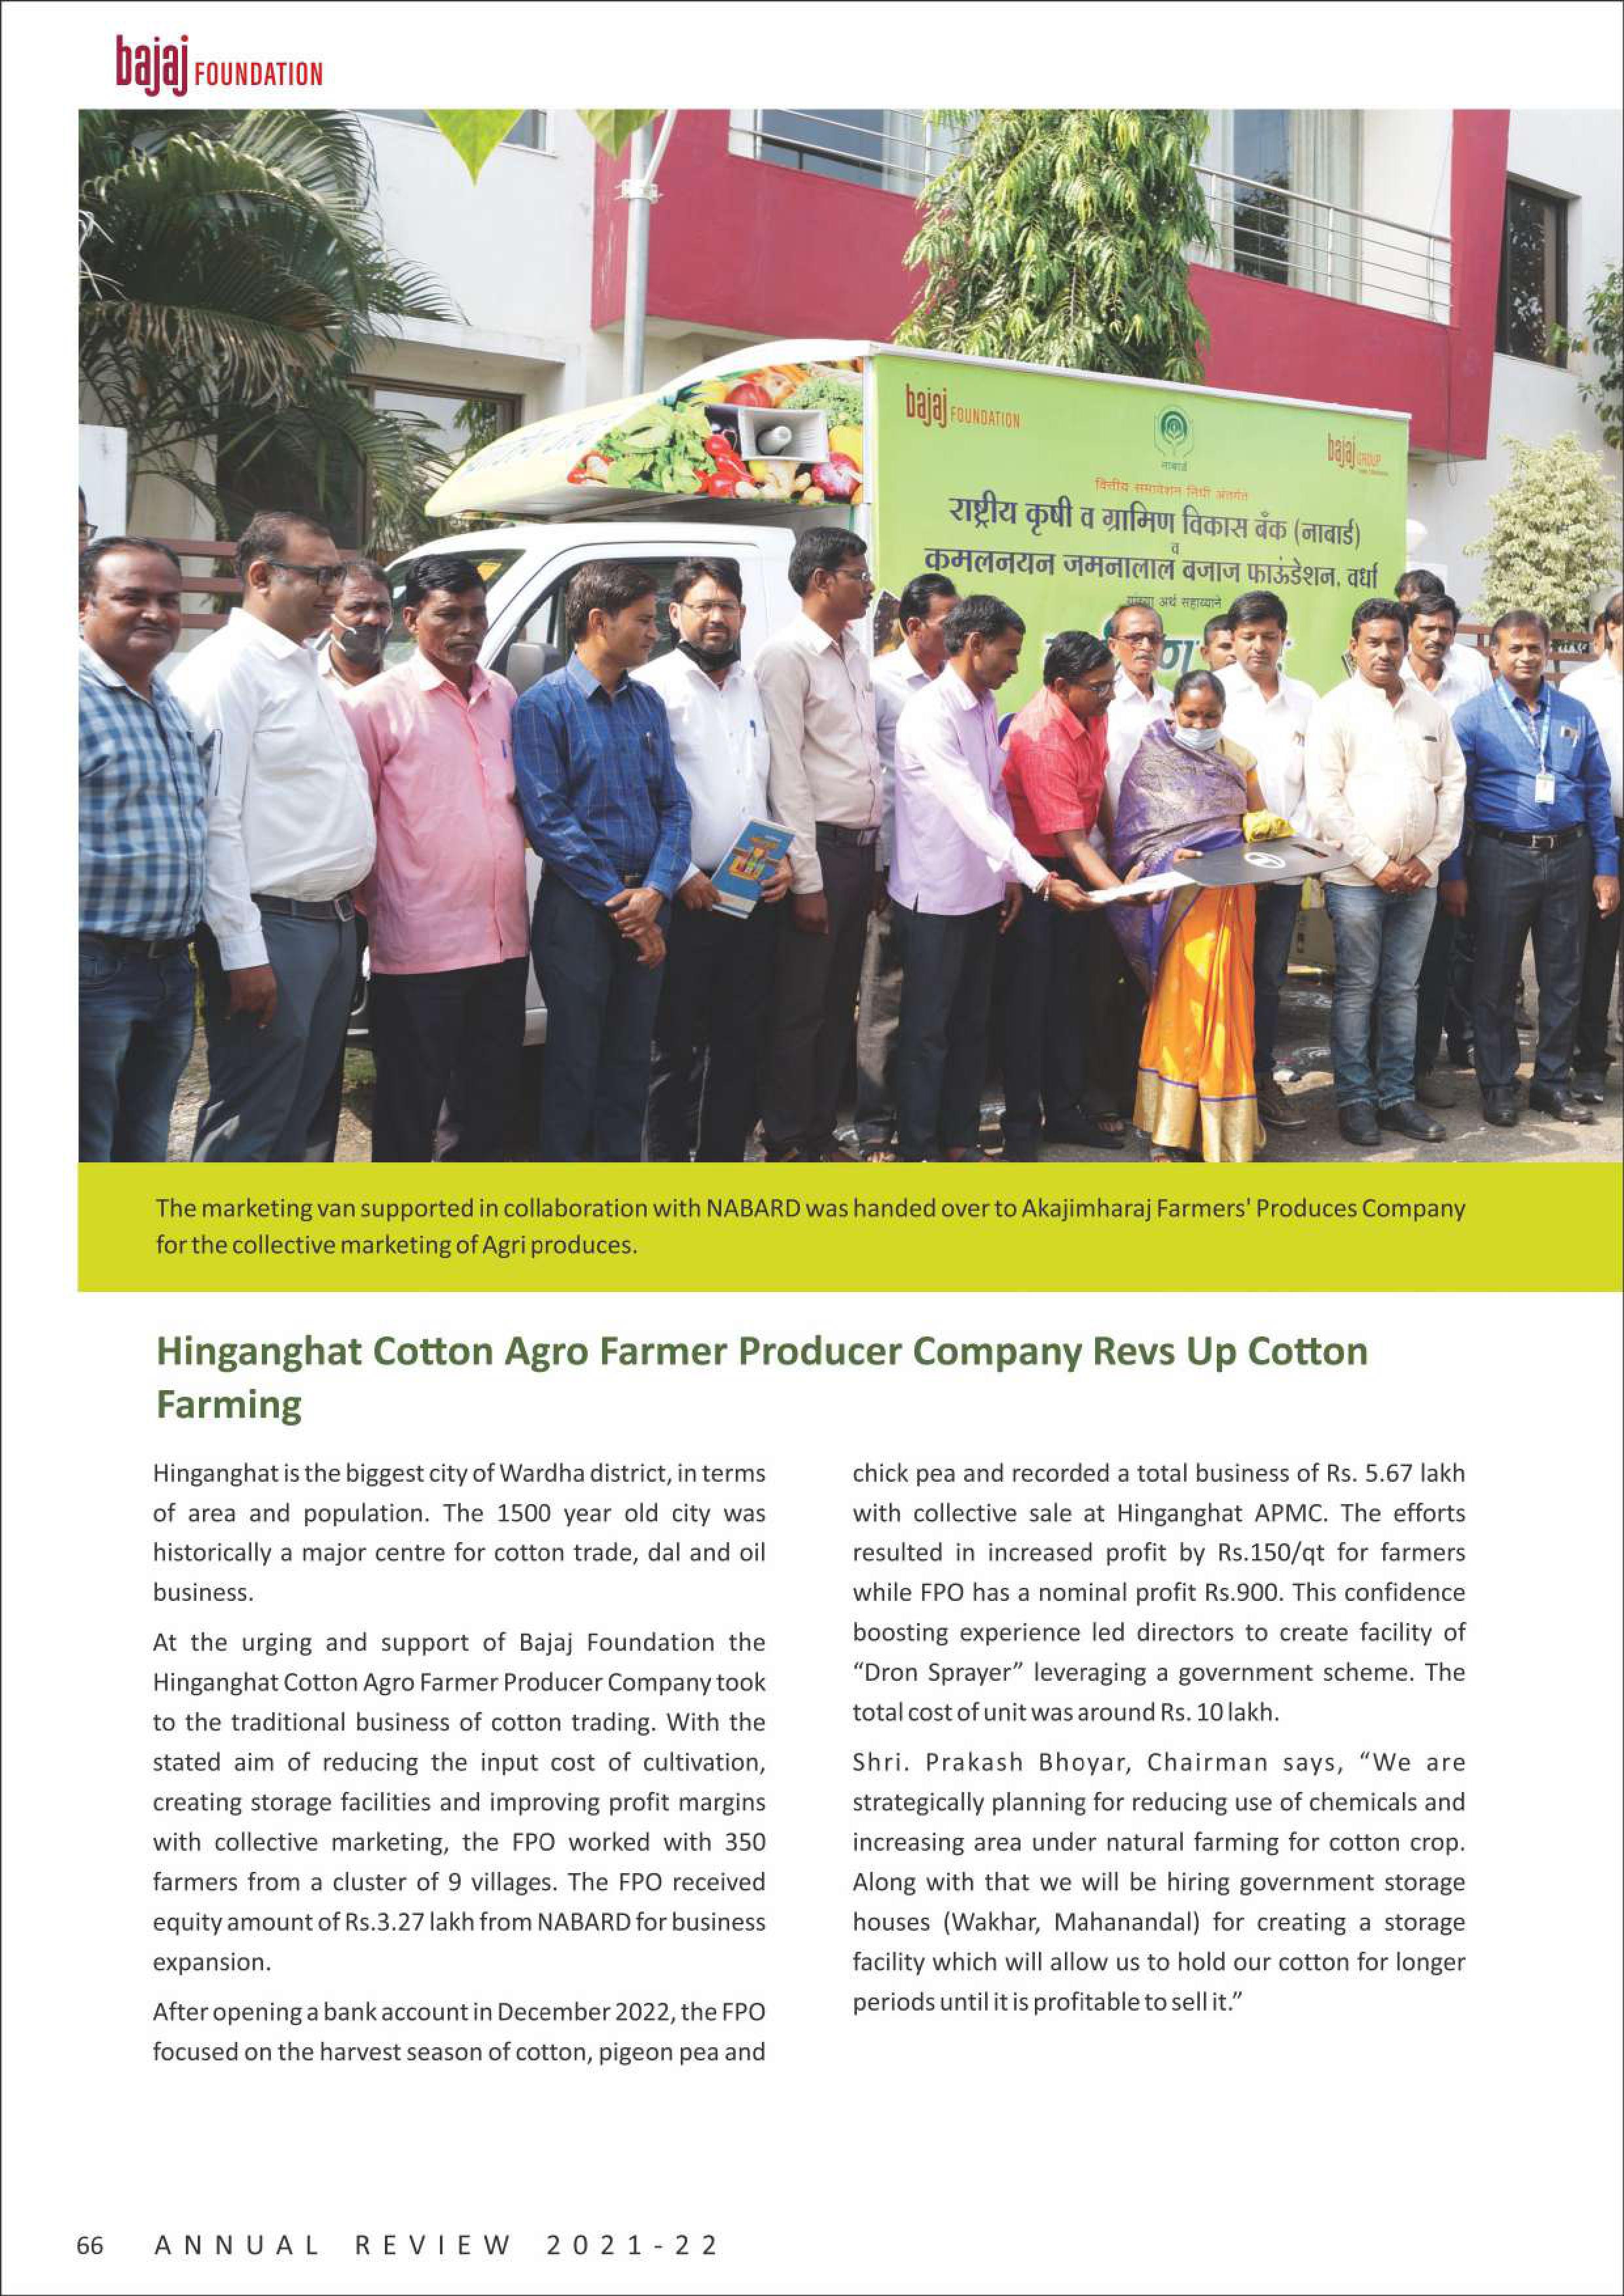 bajaj FOUNDATION
bajaj FOUNDATION
नाबार्ड
bajaj GROUP
वित्तीय समावेशन निधी अंतर्गत
राष्ट्रीय कृषी व ग्रामिण विकास बँक (नाबार्ड)
व
कमलनयन जमनालाल बजाज फाऊंडेशन, वर्धा
यांच्या अर्थ सहाय्याने
The marketing van supported in collaboration with NABARD was handed over to Akajimharaj Farmers' Produces Company
for the collective marketing of Agri produces.
Hinganghat Cotton Agro Farmer Producer Company Revs Up Cotton
Farming
Hinganghat is the biggest city of Wardha district, in terms
of area and population. The 1500 year old city was
historically a major centre for cotton trade, dal and oil
business.
At the urging and support of Bajaj Foundation the
Hinganghat Cotton Agro Farmer Producer Company took
to the traditional business of cotton trading. With the
stated aim of reducing the input cost of cultivation,
creating storage facilities and improving profit margins
with collective marketing, the FPO worked with 350
farmers from a cluster of 9 villages. The FPO received
equity amount of Rs.3.27 lakh from NABARD for business
expansion.
After opening a bank account in December 2022, the FPO
focused on the harvest season of cotton, pigeon pea and
chick pea and recorded a total business of Rs. 5.67 lakh
with collective sale at Hinganghat APMC. The efforts
resulted in increased profit by Rs.150/qt for farmers
while FPO has a nominal profit Rs.900. This confidence
boosting experience led directors to create facility of
“Dron Sprayer” leveraging a government scheme. The
total cost of unit was around Rs. 10 lakh.
Shri. Prakash Bhoyar, Chairman says, “We are
strategically planning for reducing use of chemicals and
increasing area under natural farming for cotton crop.
Along with that we will be hiring government storage
houses (Wakhar, Mahanandal) for creating a storage
facility which will allow us to hold our cotton for longer
periods until it is profitable to sell it.”
66 ANNUAL REVIEW 2021-22